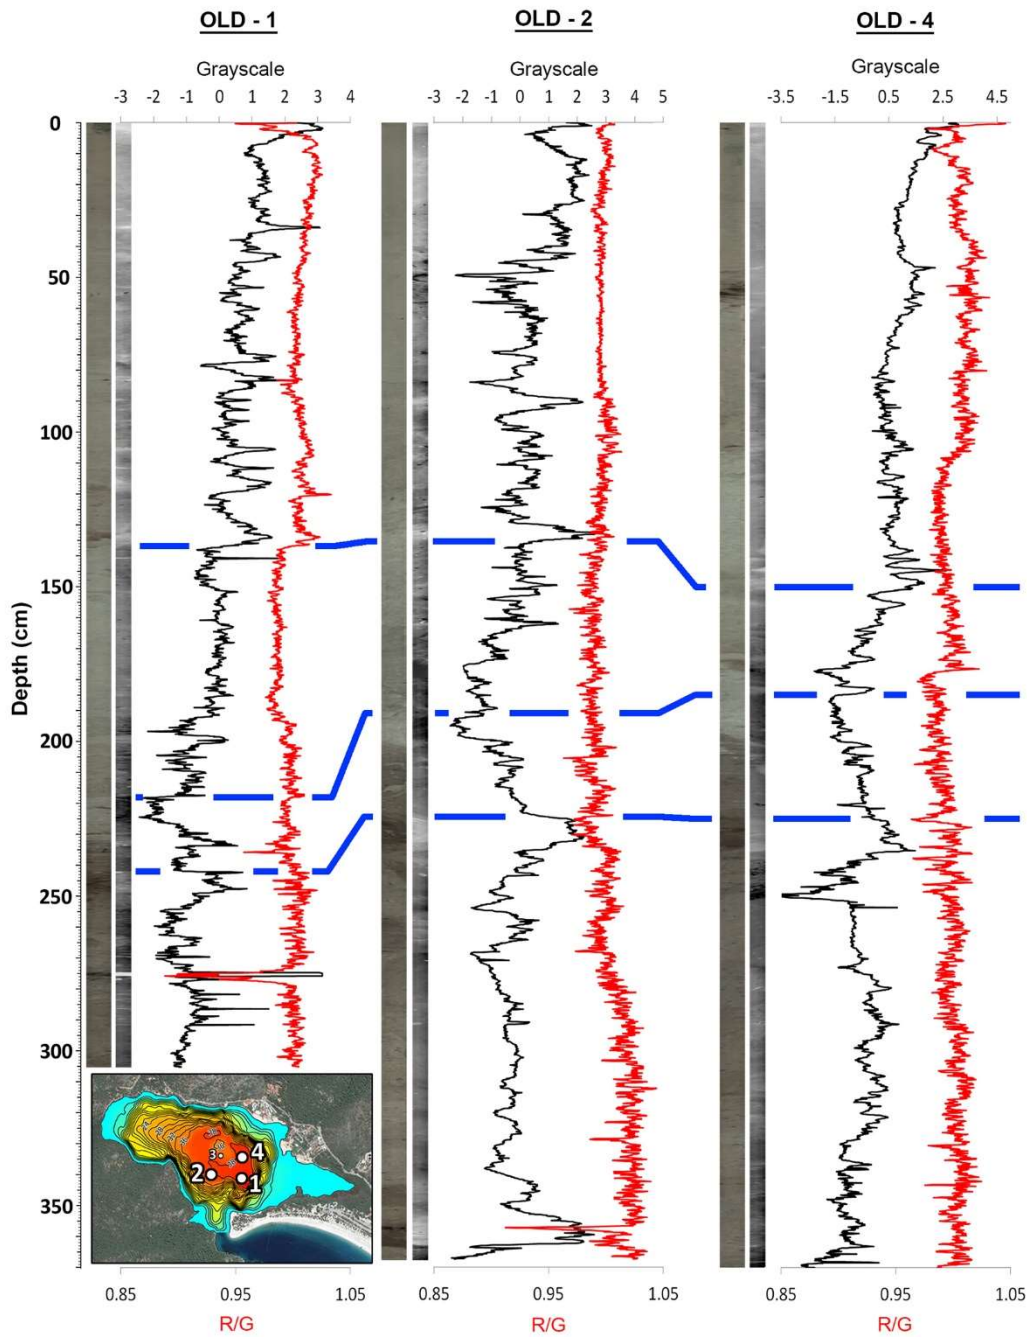 OLD - 1 OLD - 2 OLD - 4
Grayscale Grayscale Grayscale
-3 -2 -1 0 1 2 3 4 -3 -2 -1 0 1 2 3 4 5 -3.5 -1.5 0.5 2.5 4.5
0
50
100
150
Depth (cm)
200
250
300
350
3 4
2 1
0.85 0.95 1.05 0.85 0.95 1.05 0.85 0.95 1.05
R/G R/G R/G